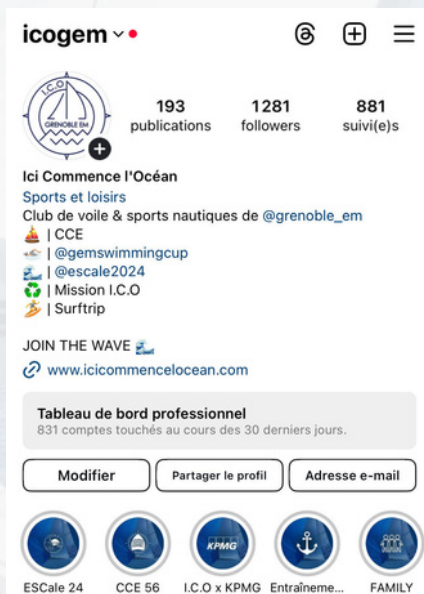 icogem
I.C.O
GRENOBLE EM
193 1281 881
publications followers suivi(e)s
Ici Commence l'Océan
Sports et loisirs
Club de voile & sports nautiques de @grenoble_em
⛵ | CCE
🏊 | @gemswimmingcup
🌊 | @escale2024
♻️ | Mission I.C.O
🏄 | Surftrip
JOIN THE WAVE 🌊
www.icicommencelocean.com
Tableau de bord professionnel
831 comptes touchés au cours des 30 derniers jours.
Modifier Partager le profil Adresse e-mail
KPMG
ESCale 24 CCE 56 I.C.O x KPMG Entraîneme... FAMILY